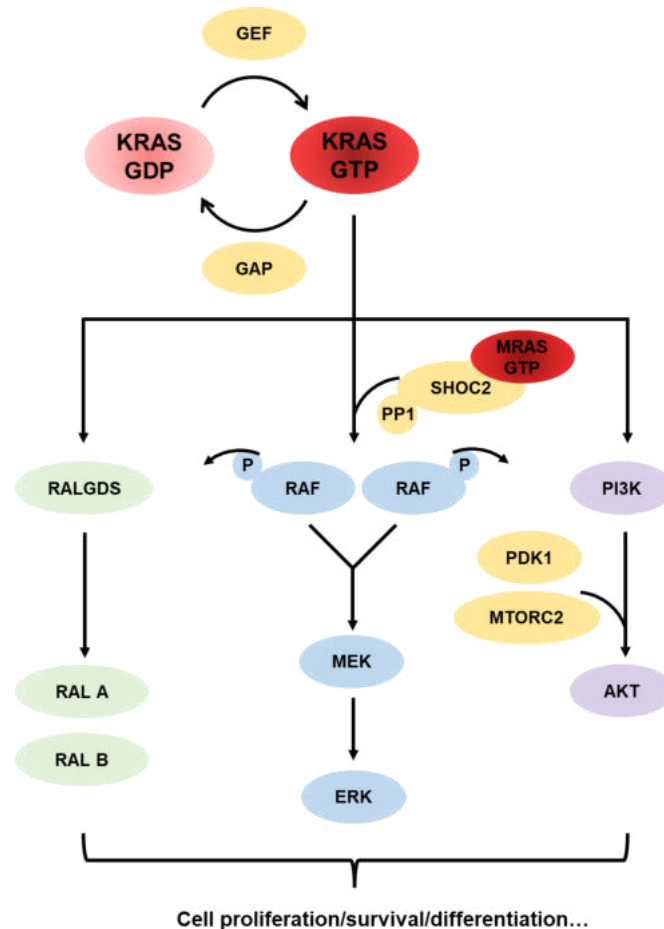 GEF
KRAS
GDP
KRAS
GTP
GAP
MRAS
GTP
SHOC2
PP1
P
P
RALGDS
RAF
RAF
PI3K
PDK1
MTORC2
MEK
RAL A
AKT
RAL B
ERK
Cell proliferation/survival/differentiation...